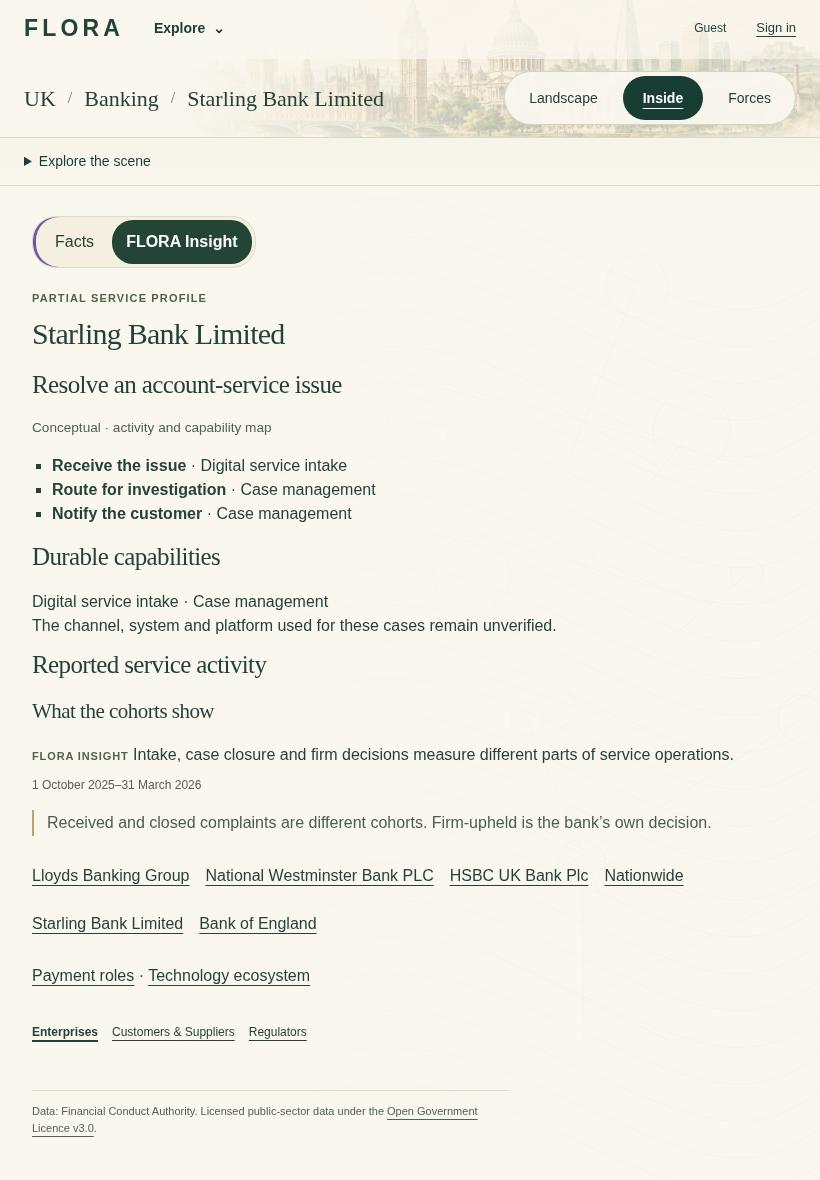 FLORA
Explore
Guest
Sign in
UK / Banking / Starling Bank Limited
Landscape
Inside
Forces
Explore the scene
Facts
FLORA Insight
PARTIAL SERVICE PROFILE
Starling Bank Limited
Resolve an account-service issue
Conceptual · activity and capability map
Receive the issue · Digital service intake
Route for investigation · Case management
Notify the customer · Case management
Durable capabilities
Digital service intake · Case management
The channel, system and platform used for these cases remain unverified.
Reported service activity
What the cohorts show
FLORA INSIGHT Intake, case closure and firm decisions measure different parts of service operations.
1 October 2025–31 March 2026
Received and closed complaints are different cohorts. Firm-upheld is the bank’s own decision.
Lloyds Banking Group National Westminster Bank PLC HSBC UK Bank Plc Nationwide
Starling Bank Limited Bank of England
Payment roles · Technology ecosystem
Enterprises Customers & Suppliers Regulators
Data: Financial Conduct Authority. Licensed public-sector data under the Open Government
Licence v3.0.